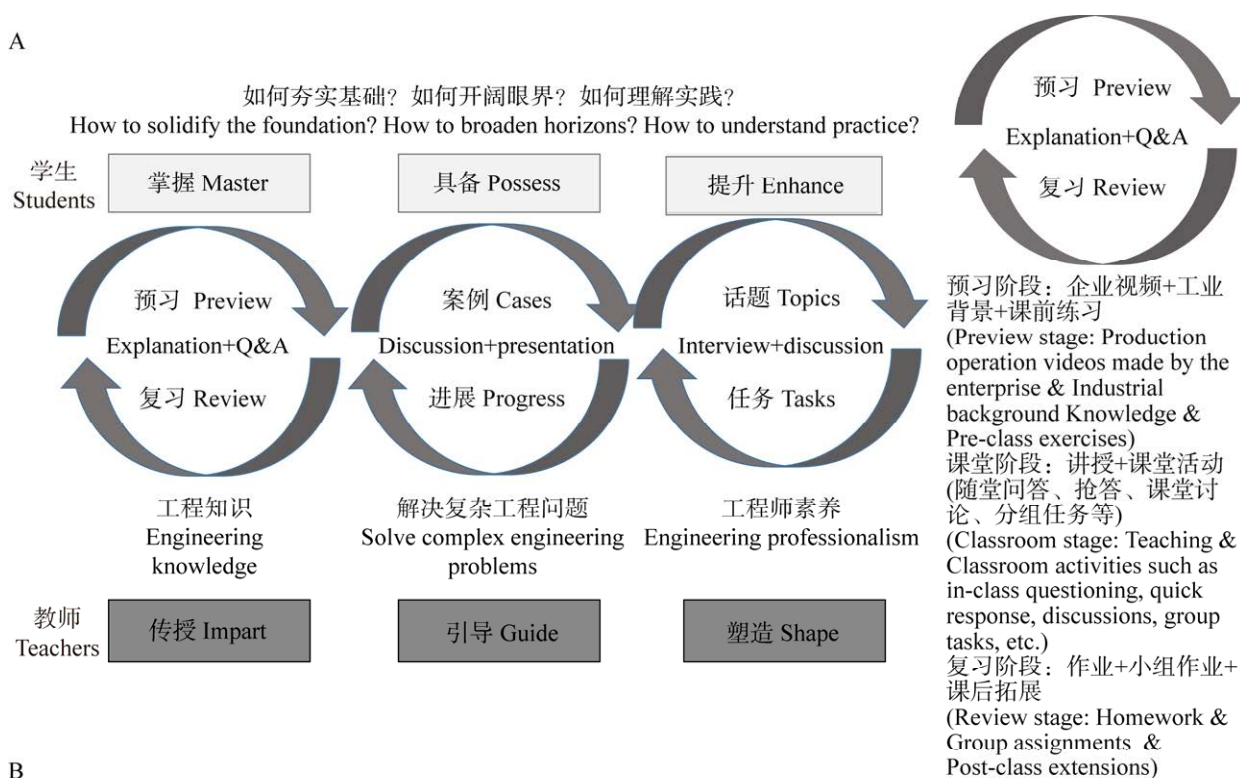 A
如何夯实基础？如何开阔眼界？如何理解实践？
How to solidify the foundation? How to broaden horizons? How to understand practice?
学生
Students
掌握 Master
具备 Possess
提升 Enhance
预习 Preview
Explanation+Q&A
复习 Review
案例 Cases
Discussion+presentation
进展 Progress
话题 Topics
Interview+discussion
任务 Tasks
工程知识
Engineering
knowledge
解决复杂工程问题
Solve complex engineering
problems
工程师素养
Engineering professionalism
教师
Teachers
传授 Impart
引导 Guide
塑造 Shape
预习 Preview
Explanation+Q&A
复习 Review
预习阶段：企业视频+工业
背景+课前练习
(Preview stage: Production
operation videos made by the
enterprise & Industrial
background Knowledge &
Pre-class exercises)
课堂阶段：讲授+课堂活动
(随堂问答、抢答、课堂讨
论、分组任务等)
(Classroom stage: Teaching &
Classroom activities such as
in-class questioning, quick
response, discussions, group
tasks, etc.)
复习阶段：作业+小组作业+
课后拓展
(Review stage: Homework &
Group assignments &
Post-class extensions)
B